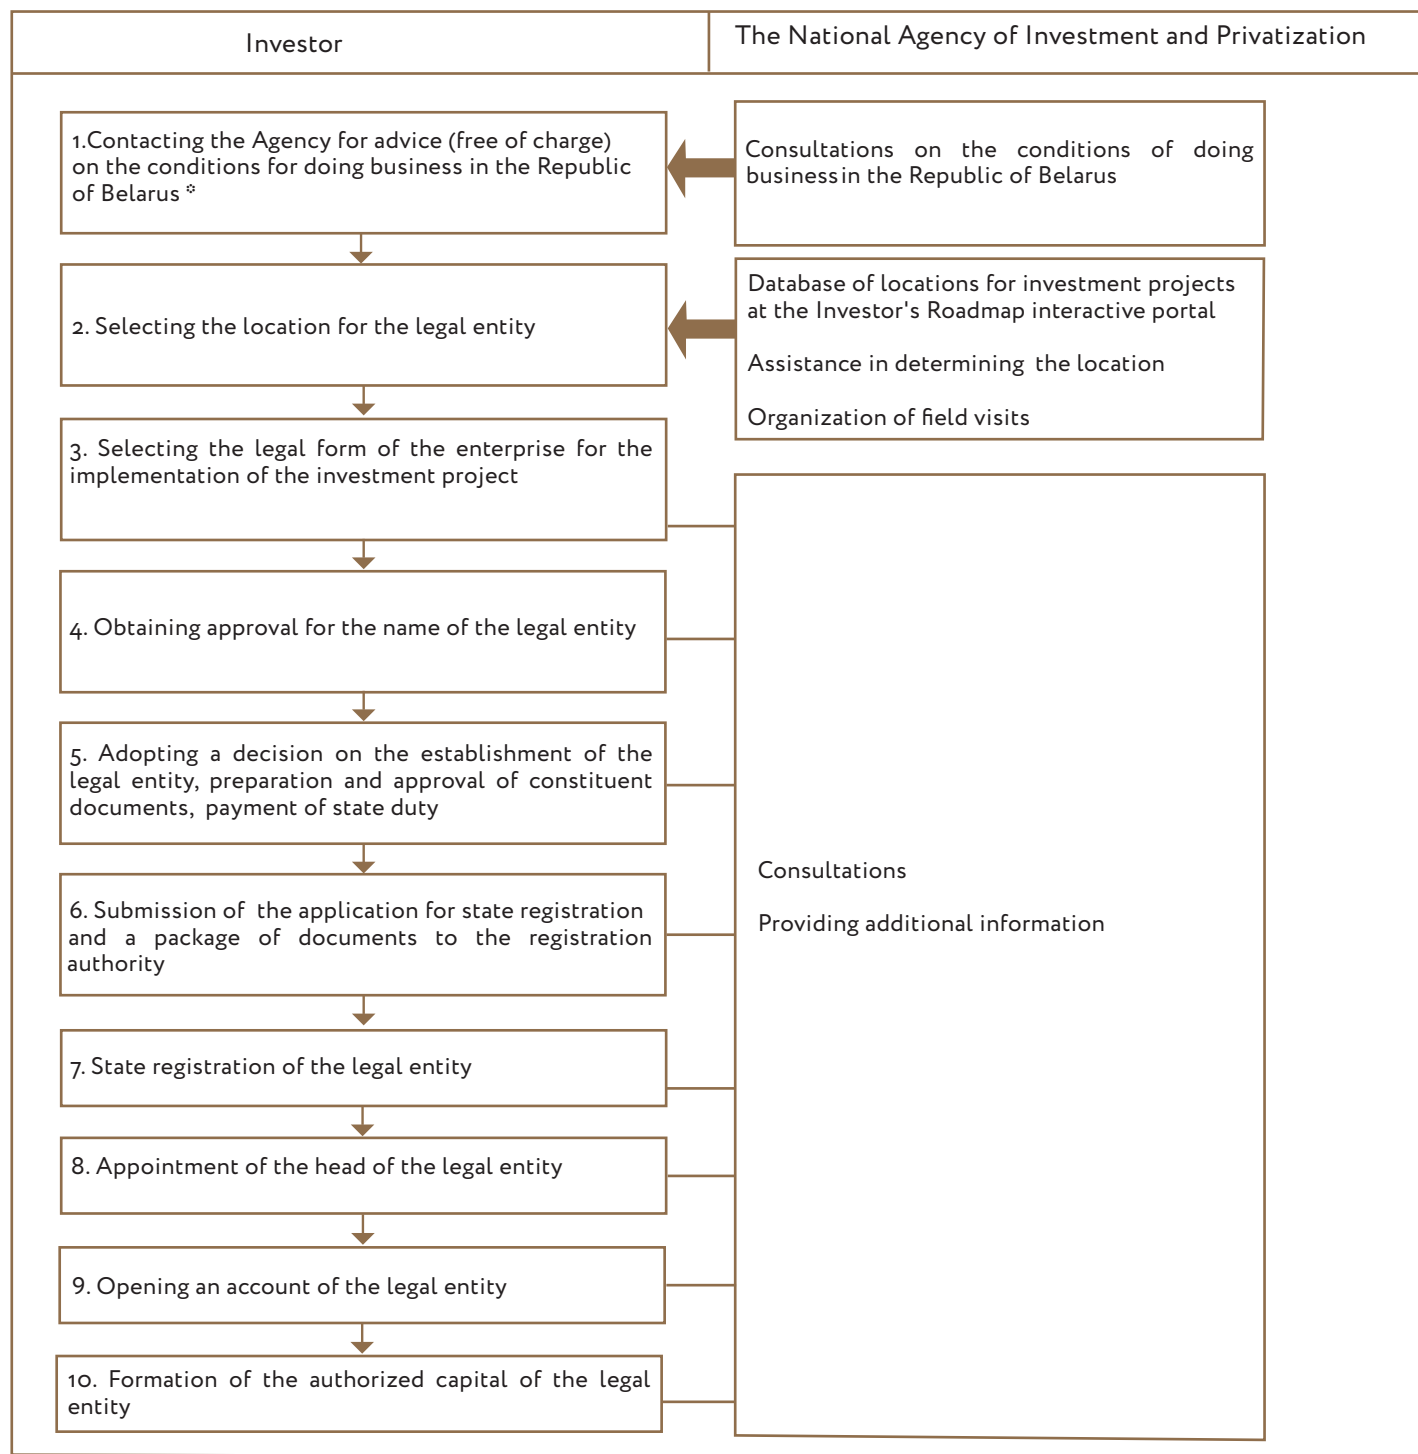 Investor
The National Agency of Investment and Privatization
1.Contacting the Agency for advice (free of charge)
on the conditions for doing business in the Republic
of Belarus *
Consultations on the conditions of doing
business in the Republic of Belarus
2. Selecting the location for the legal entity
Database of locations for investment projects
at the Investor's Roadmap interactive portal
Assistance in determining the location
Organization of field visits
3. Selecting the legal form of the enterprise for the
implementation of the investment project
4. Obtaining approval for the name of the legal entity
5. Adopting a decision on the establishment of the
legal entity, preparation and approval of constituent
documents, payment of state duty
6. Submission of the application for state registration
and a package of documents to the registration
authority
7. State registration of the legal entity
8. Appointment of the head of the legal entity
9. Opening an account of the legal entity
10. Formation of the authorized capital of the legal
entity
Consultations
Providing additional information